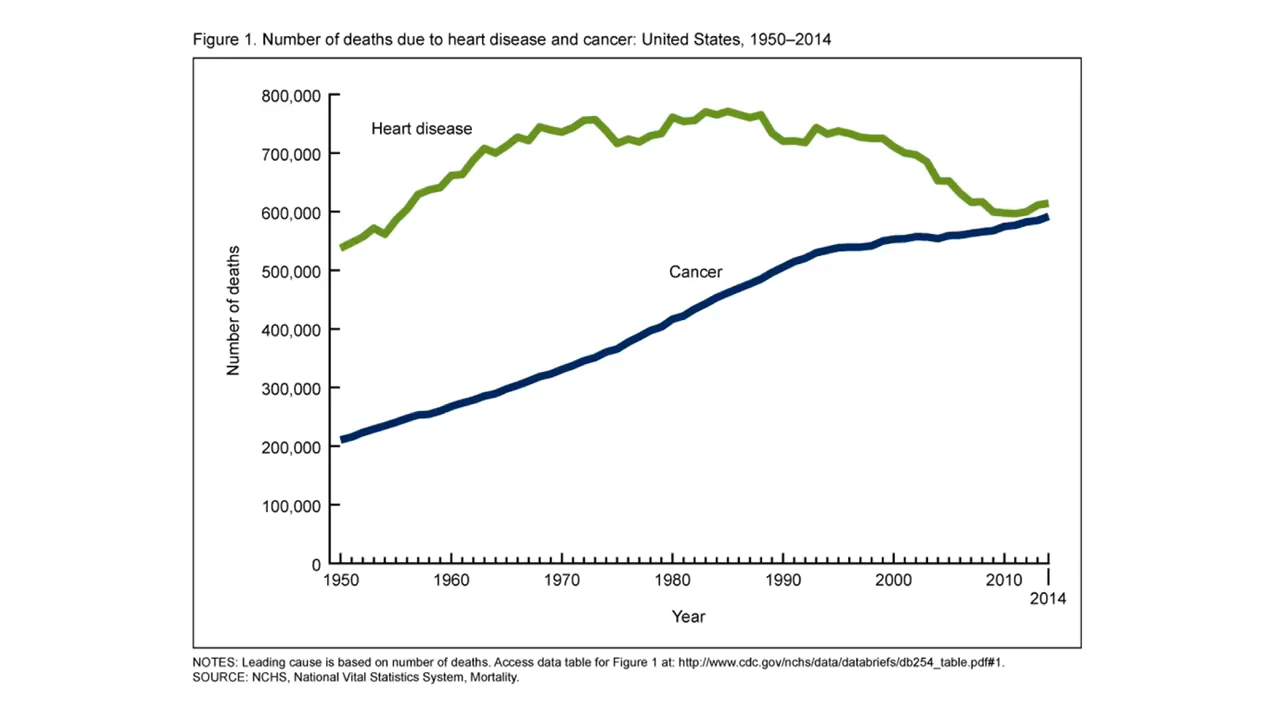 Figure 1. Number of deaths due to heart disease and cancer: United States, 1950–2014
800,000
Heart disease
700,000
600,000
500,000
Cancer
400,000
300,000
200,000
100,000
0
Number of deaths
1950 1960 1970 1980 1990 2000 2010
2014
Year
NOTES: Leading cause is based on number of deaths. Access data table for Figure 1 at: http://www.cdc.gov/nchs/data/databriefs/db254_table.pdf#1.
SOURCE: NCHS, National Vital Statistics System, Mortality.